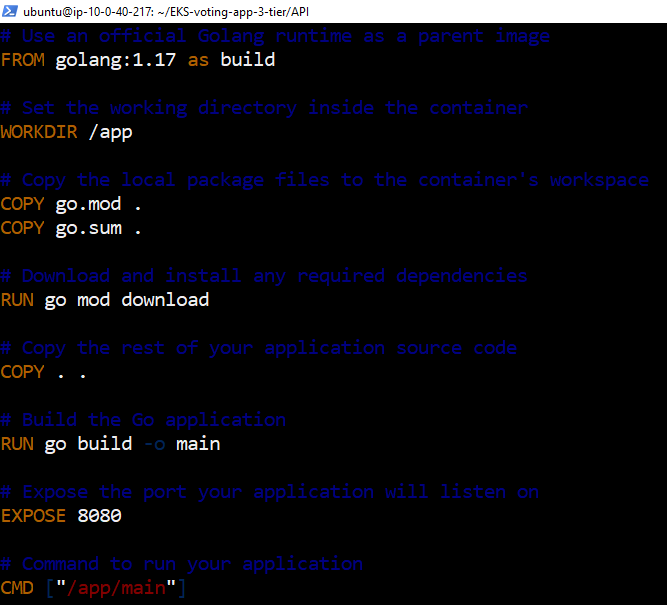 ubuntu@ip-10-0-40-217: ~/EKS-voting-app-3-tier/API
# Use an official Golang runtime as a parent image
FROM golang:1.17 as build
# Set the working directory inside the container
WORKDIR /app
# Copy the local package files to the container's workspace
COPY go.mod .
COPY go.sum .
# Download and install any required dependencies
RUN go mod download
# Copy the rest of your application source code
COPY . .
# Build the Go application
RUN go build -o main
# Expose the port your application will listen on
EXPOSE 8080
# Command to run your application
CMD ["/app/main"]